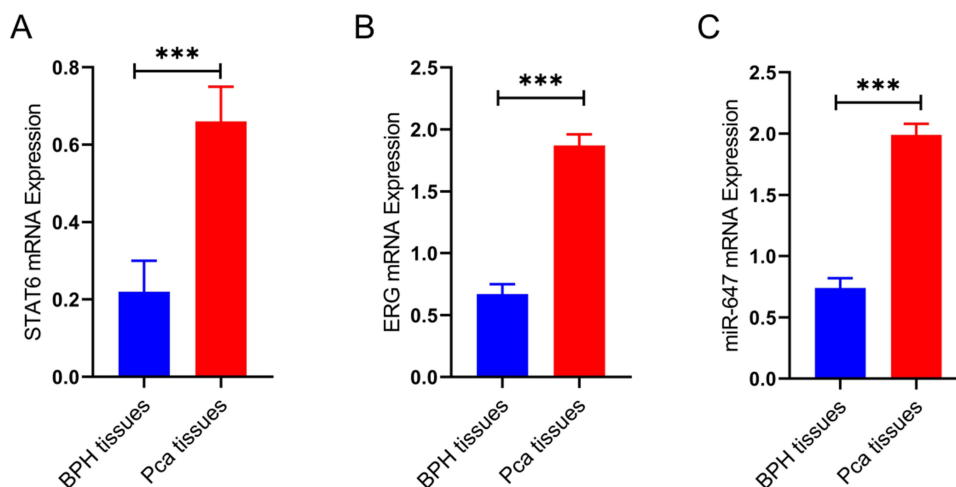 A
STAT6 mRNA Expression
0.8
0.6
0.4
0.2
0.0
***
BPH tissues
Pca tissues
B
ERG mRNA Expression
2.5
2.0
1.5
1.0
0.5
0.0
***
BPH tissues
Pca tissues
C
miR-647 mRNA Expression
2.5
2.0
1.5
1.0
0.5
0.0
***
BPH tissues
Pca tissues